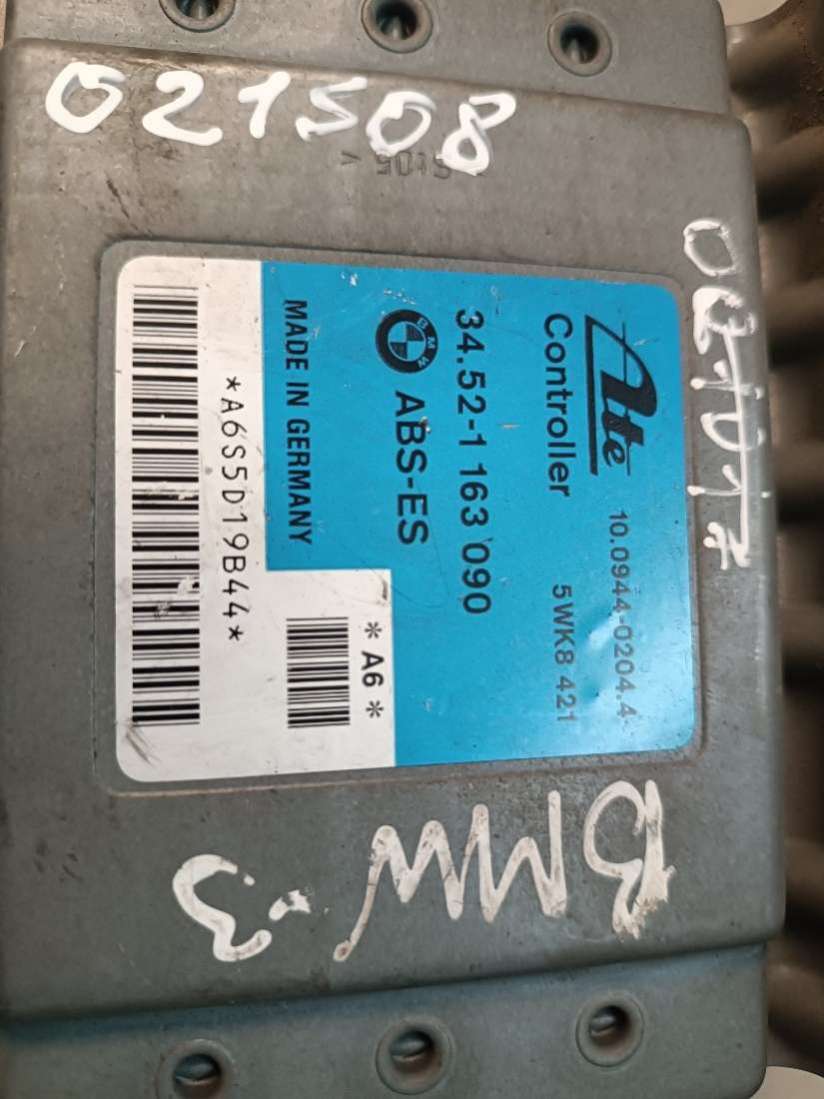 021508
Ate 10.0944-0204.4
Controller 5WK8 421
34.52-1 163 090
BMW ABS-ES
MADE IN GERMANY
*A6*
*A6S5D19B44*
BMW
3